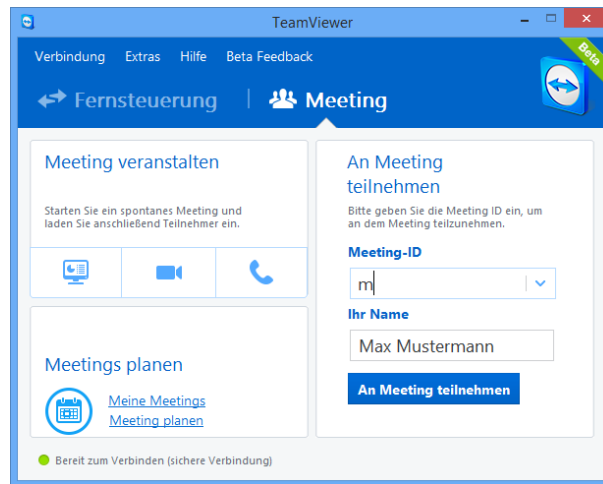 TeamViewer
Verbindung Extras Hilfe Beta Feedback
Beta
Fernsteuerung Meeting
Meeting veranstalten
Starten Sie ein spontanes Meeting und
laden Sie anschließend Teilnehmer ein.
Meetings planen
Meine Meetings
Meeting planen
An Meeting
teilnehmen
Bitte geben Sie die Meeting ID ein, um
an dem Meeting teilzunehmen.
Meeting-ID
m
Ihr Name
Max Mustermann
An Meeting teilnehmen
Bereit zum Verbinden (sichere Verbindung)